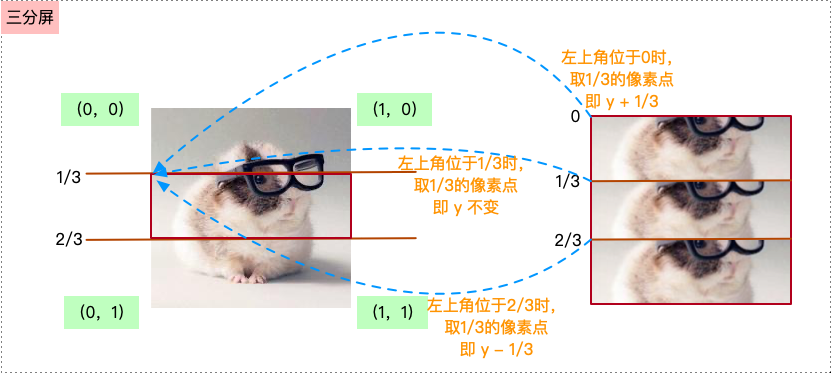 三分屏
左上角位于0时，
取1/3的像素点
即 y + 1/3
(0，0)
(1，0)
0
1/3
左上角位于1/3时，
取1/3的像素点
即 y 不变
1/3
2/3
2/3
(0，1)
(1，1)
左上角位于2/3时，
取1/3的像素点
即 y – 1/3